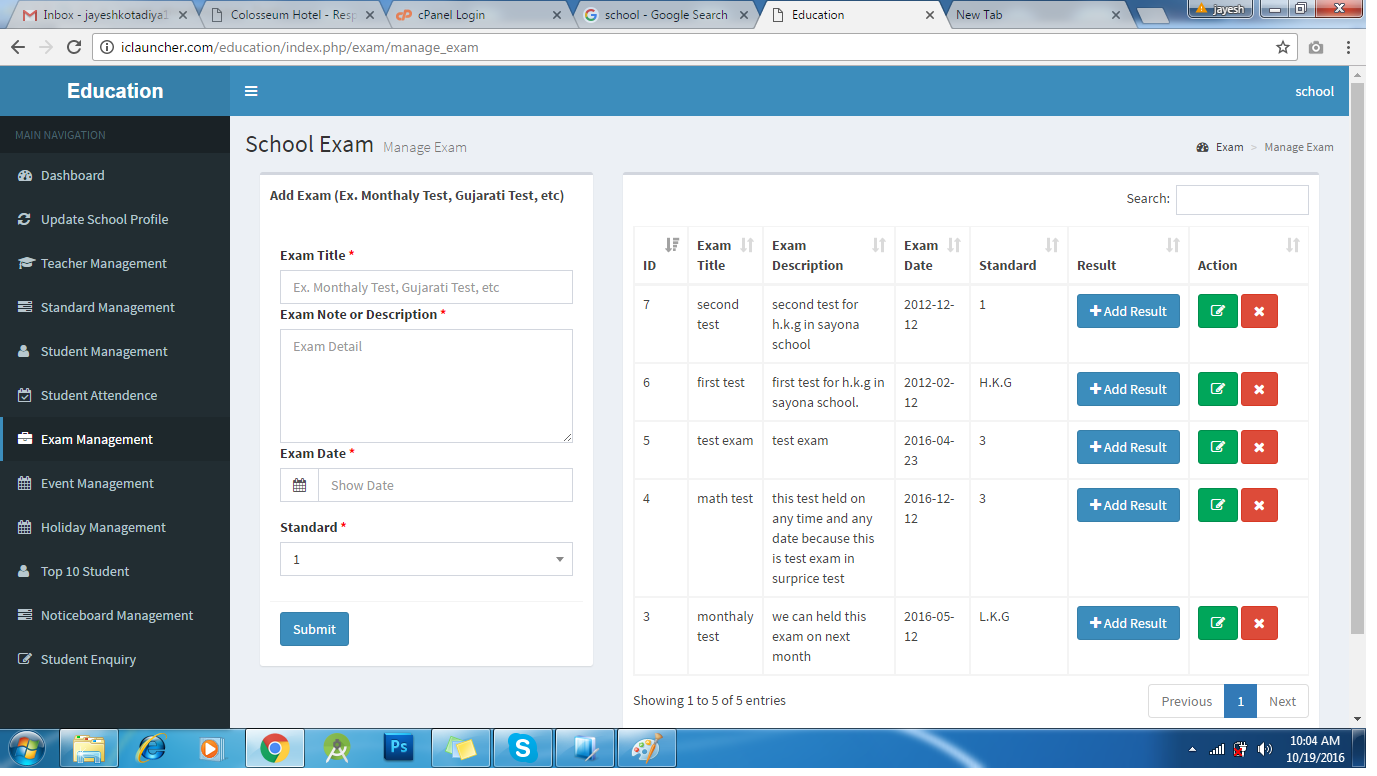 Inbox - jayeshkotadiya1
Colosseum Hotel - Resp
cPanel Login
school - Google Search
Education
New Tab
jayesh
iclauncher.com/education/index.php/exam/manage_exam
Education
school
MAIN NAVIGATION
Dashboard
Update School Profile
Teacher Management
Standard Management
Student Management
Student Attendence
Exam Management
Event Management
Holiday Management
Top 10 Student
Noticeboard Management
Student Enquiry
School Exam Manage Exam
Exam > Manage Exam
Add Exam (Ex. Monthaly Test, Gujarati Test, etc)
Exam Title *
Ex. Monthaly Test, Gujarati Test, etc
Exam Note or Description *
Exam Detail
Exam Date *
Show Date
Standard *
1
Submit
Search:
ID
Exam
Title
Exam
Description
Exam
Date
Standard
Result
Action
7
second
test
second test for
h.k.g in sayona
school
2012-12-
12
1
Add Result
6
first test
first test for h.k.g in
sayona school.
2012-02-
12
H.K.G
Add Result
5
test exam
test exam
2016-04-
23
3
Add Result
4
math test
this test held on
any time and any
date because this
is test exam in
surprice test
2016-12-
12
3
Add Result
3
monthaly
test
we can held this
exam on next
month
2016-05-
12
L.K.G
Add Result
Showing 1 to 5 of 5 entries
Previous 1 Next
Ps
10:04 AM
10/19/2016